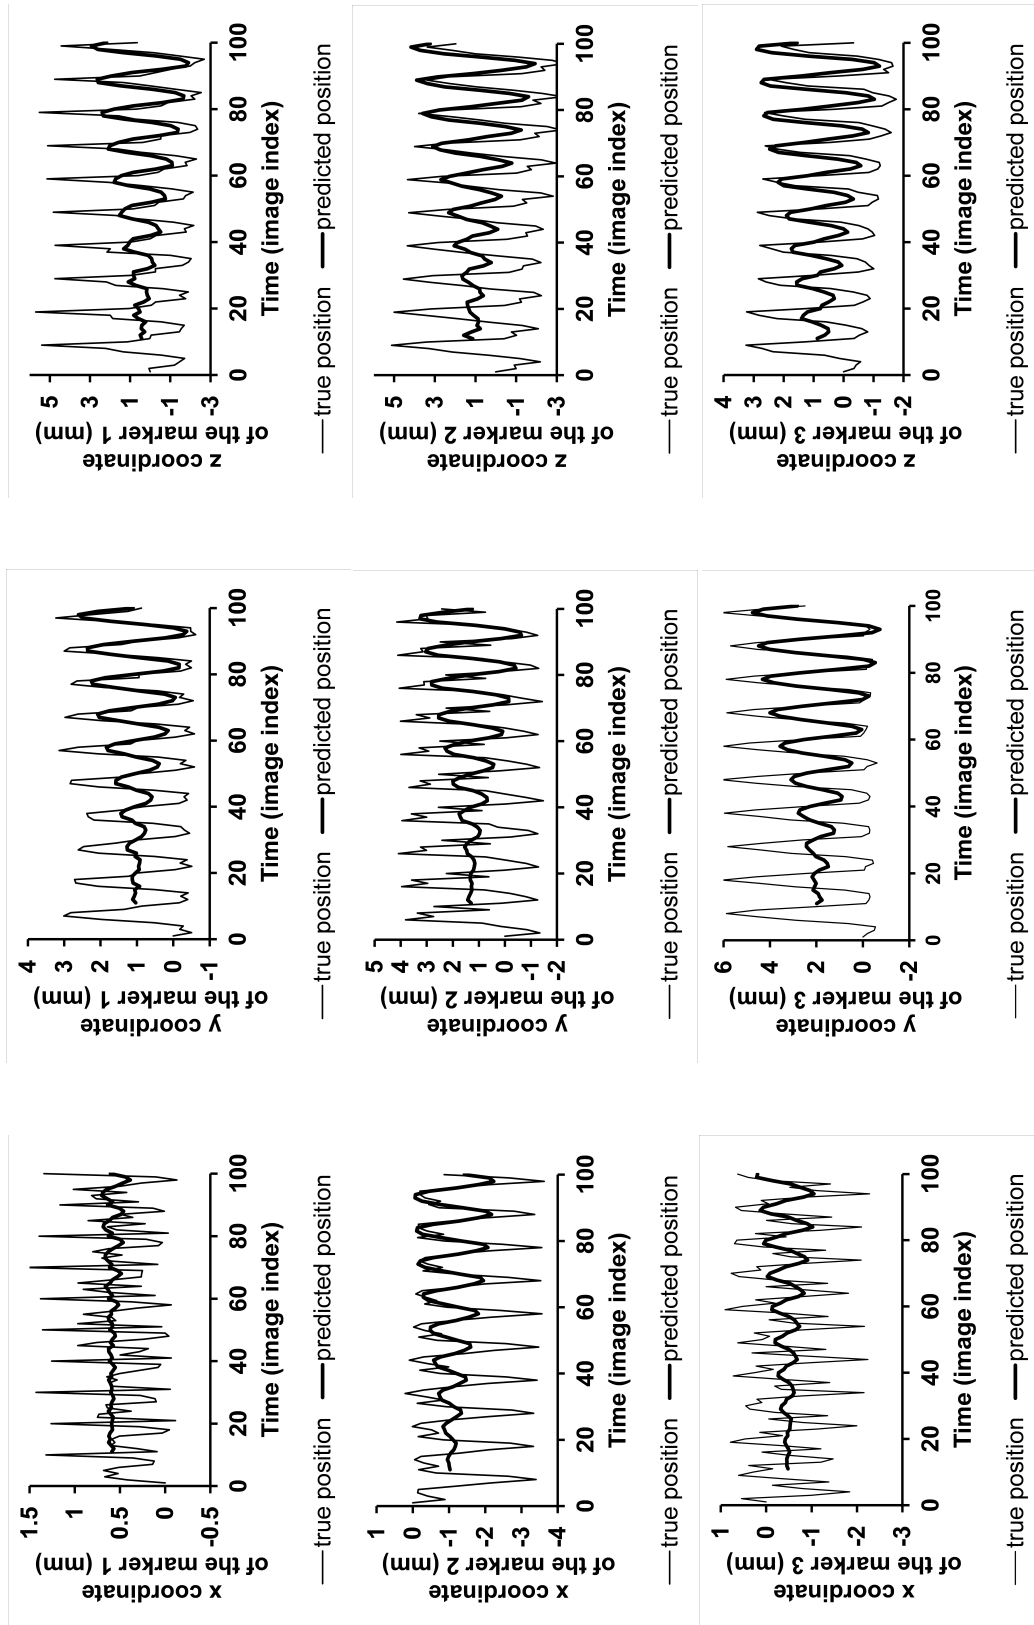 x coordinate
of the marker 1 (mm)
1.5
1
0.5
0
-0.5
0 20 40 60 80 100
Time (image index)
true position predicted position
y coordinate
of the marker 1 (mm)
4
3
2
1
0
-1
0 20 40 60 80 100
Time (image index)
true position predicted position
z coordinate
of the marker 1 (mm)
5
3
1
-1
-3
0 20 40 60 80 100
Time (image index)
true position predicted position
x coordinate
of the marker 2 (mm)
1
0
-1
-2
-3
-4
0 20 40 60 80 100
Time (image index)
true position predicted position
y coordinate
of the marker 2 (mm)
5
4
3
2
1
0
-1
-2
0 20 40 60 80 100
Time (image index)
true position predicted position
z coordinate
of the marker 2 (mm)
5
3
1
-1
-3
0 20 40 60 80 100
Time (image index)
true position predicted position
x coordinate
of the marker 3 (mm)
1
0
-1
-2
-3
0 20 40 60 80 100
Time (image index)
true position predicted position
y coordinate
of the marker 3 (mm)
6
4
2
0
-2
0 20 40 60 80 100
Time (image index)
true position predicted position
z coordinate
of the marker 3 (mm)
4
3
2
1
0
-1
-2
0 20 40 60 80 100
Time (image index)
true position predicted position